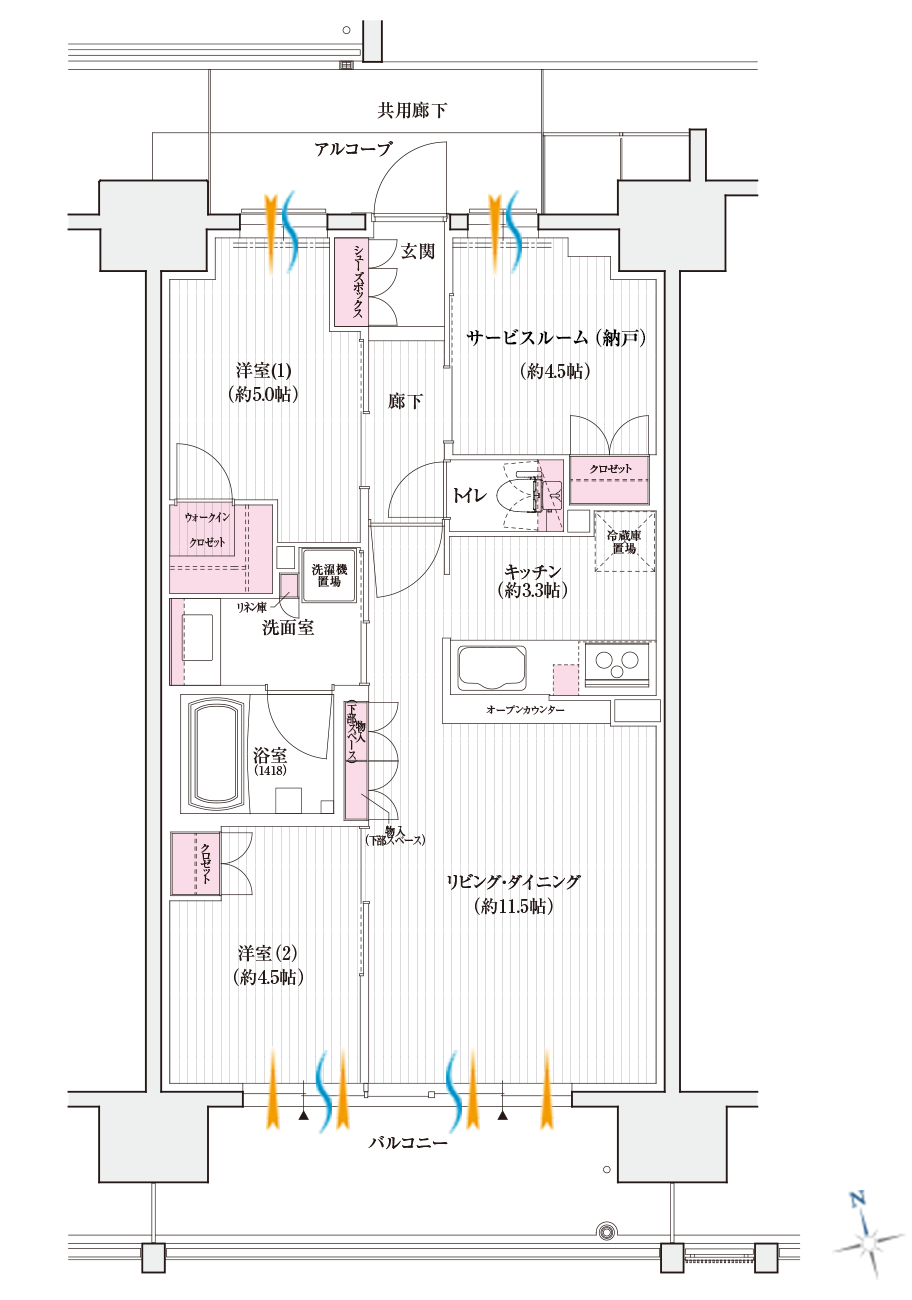 共用廊下
アルコーブ
玄関
シューズボックス
サービスルーム（納戸）
（約4.5帖）
洋室(1)
（約5.0帖）
廊下
クロゼット
トイレ
ウォークイン
クロゼット
冷蔵庫
置場
洗濯機
置場
キッチン
（約3.3帖）
リネン庫
洗面室
オープンカウンター
物入
（下部スペース）
浴室
（1418）
物入
（下部スペース）
クロゼット
リビング・ダイニング
（約11.5帖）
洋室（2）
（約4.5帖）
バルコニー
N